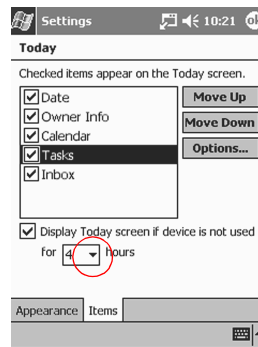 Settings 10:21 ok
Today
Checked items appear on the Today screen.
Date
Owner Info
Calendar
Tasks
Inbox
Move Up
Move Down
Options...
Display Today screen if device is not used
for 4 hours
Appearance Items